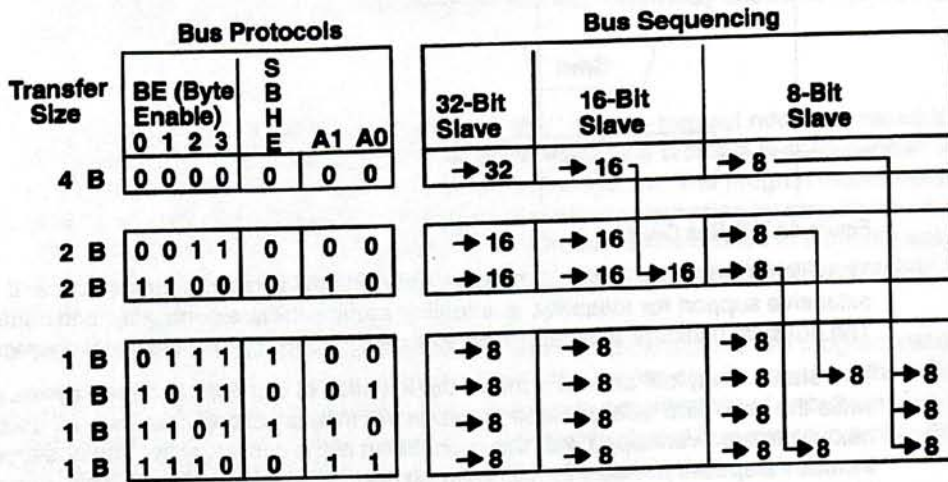 Bus Protocols Bus Sequencing
Transfer Size
BE (Byte Enable)
0 1 2 3
S B H E
A1 A0
32-Bit Slave
16-Bit Slave
8-Bit Slave
4 B 0 0 0 0 0 0 0 → 32 → 16 → 8
2 B 0 0 1 1 0 0 0 → 16 → 16 → 8
2 B 1 1 0 0 0 1 0 → 16 → 16 → 16 → 8
1 B 0 1 1 1 1 0 0 → 8 → 8 → 8
1 B 1 0 1 1 0 0 1 → 8 → 8 → 8 → 8 → 8
1 B 1 1 0 1 1 1 0 → 8 → 8 → 8 → 8
1 B 1 1 1 0 0 1 1 → 8 → 8 → 8 → 8 → 8